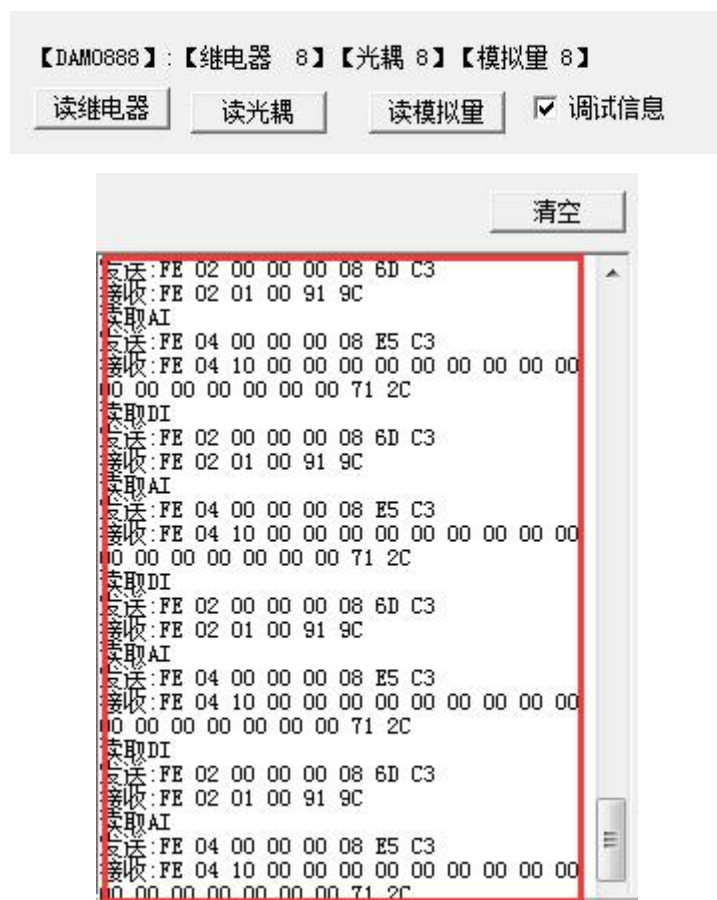 【DAM0888】:【继电器 8】【光耦 8】【模拟量 8】
读继电器 读光耦 读模拟量 调试信息
清空
发送:FE 02 00 00 00 08 6D C3
接收:FE 02 01 00 91 9C
读取AI
发送:FE 04 00 00 00 08 E5 C3
接收:FE 04 10 00 00 00 00 00 00 00 00 00
00 00 00 00 00 00 00 71 2C
读取DI
发送:FE 02 00 00 00 08 6D C3
接收:FE 02 01 00 91 9C
读取AI
发送:FE 04 00 00 00 08 E5 C3
接收:FE 04 10 00 00 00 00 00 00 00 00 00
00 00 00 00 00 00 00 71 2C
读取DI
发送:FE 02 00 00 00 08 6D C3
接收:FE 02 01 00 91 9C
读取AI
发送:FE 04 00 00 00 08 E5 C3
接收:FE 04 10 00 00 00 00 00 00 00 00 00
00 00 00 00 00 00 00 71 2C
读取DI
发送:FE 02 00 00 00 08 6D C3
接收:FE 02 01 00 91 9C
读取AI
发送:FE 04 00 00 00 08 E5 C3
接收:FE 04 10 00 00 00 00 00 00 00 00 00
00 00 00 00 00 00 00 71 2C